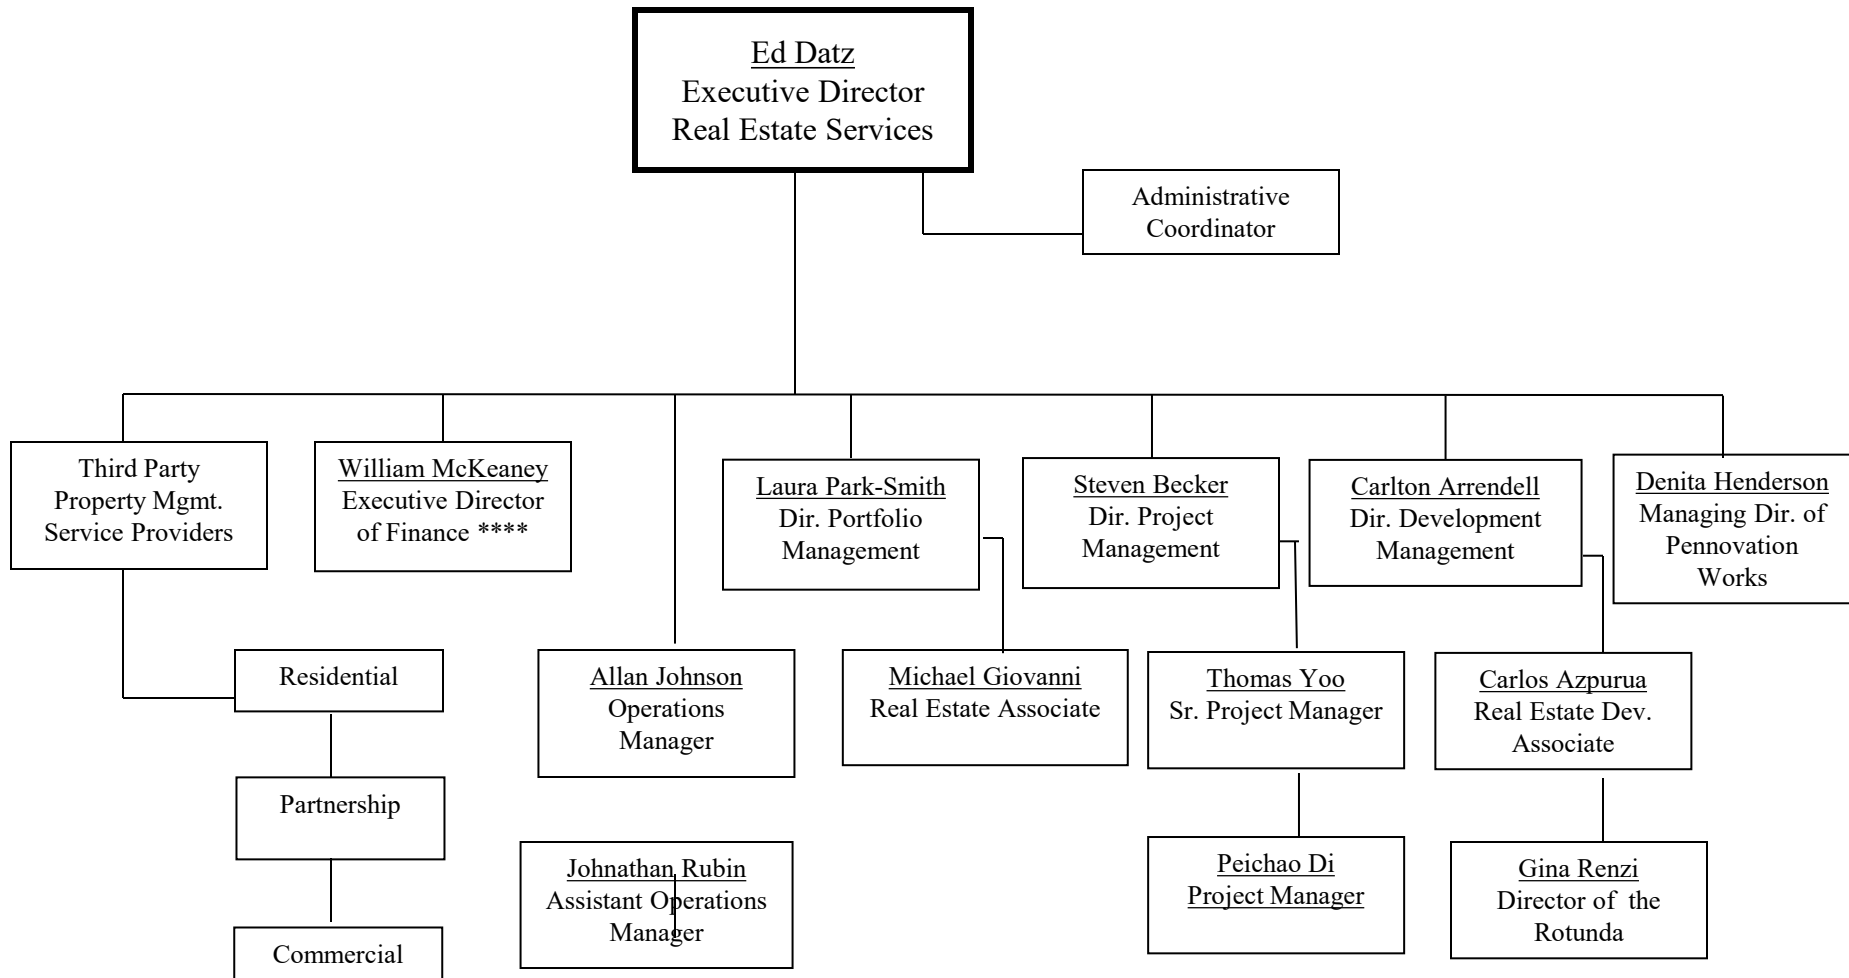 Ed Datz
Executive Director
Real Estate Services
Administrative
Coordinator
Third Party
Property Mgmt.
Service Providers
William McKeaney
Executive Director
of Finance ****
Laura Park-Smith
Dir. Portfolio
Management
Steven Becker
Dir. Project
Management
Carlton Arrendell
Dir. Development
Management
Denita Henderson
Managing Dir. of
Pennovation
Works
Residential
Allan Johnson
Operations
Manager
Michael Giovanni
Real Estate Associate
Thomas Yoo
Sr. Project Manager
Carlos Azpurua
Real Estate Dev.
Associate
Partnership
Johnathan Rubin
Assistant Operations
Manager
Peichao Di
Project Manager
Gina Renzi
Director of the
Rotunda
Commercial